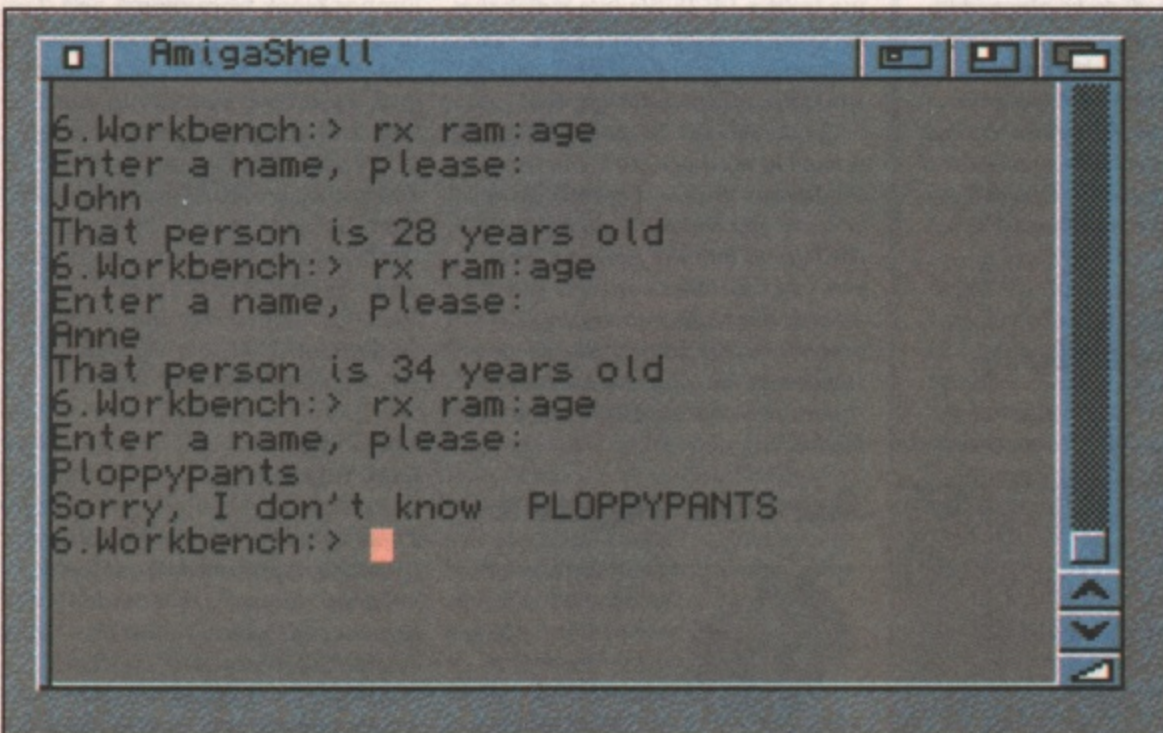 AmigaShell
6.Workbench:> rx ram:age
Enter a name, please:
John
That person is 28 years old
6.Workbench:> rx ram:age
Enter a name, please:
Anne
That person is 34 years old
6.Workbench:> rx ram:age
Enter a name, please:
Ploppypants
Sorry, I don't know  PLOPPYPANTS
6.Workbench:>